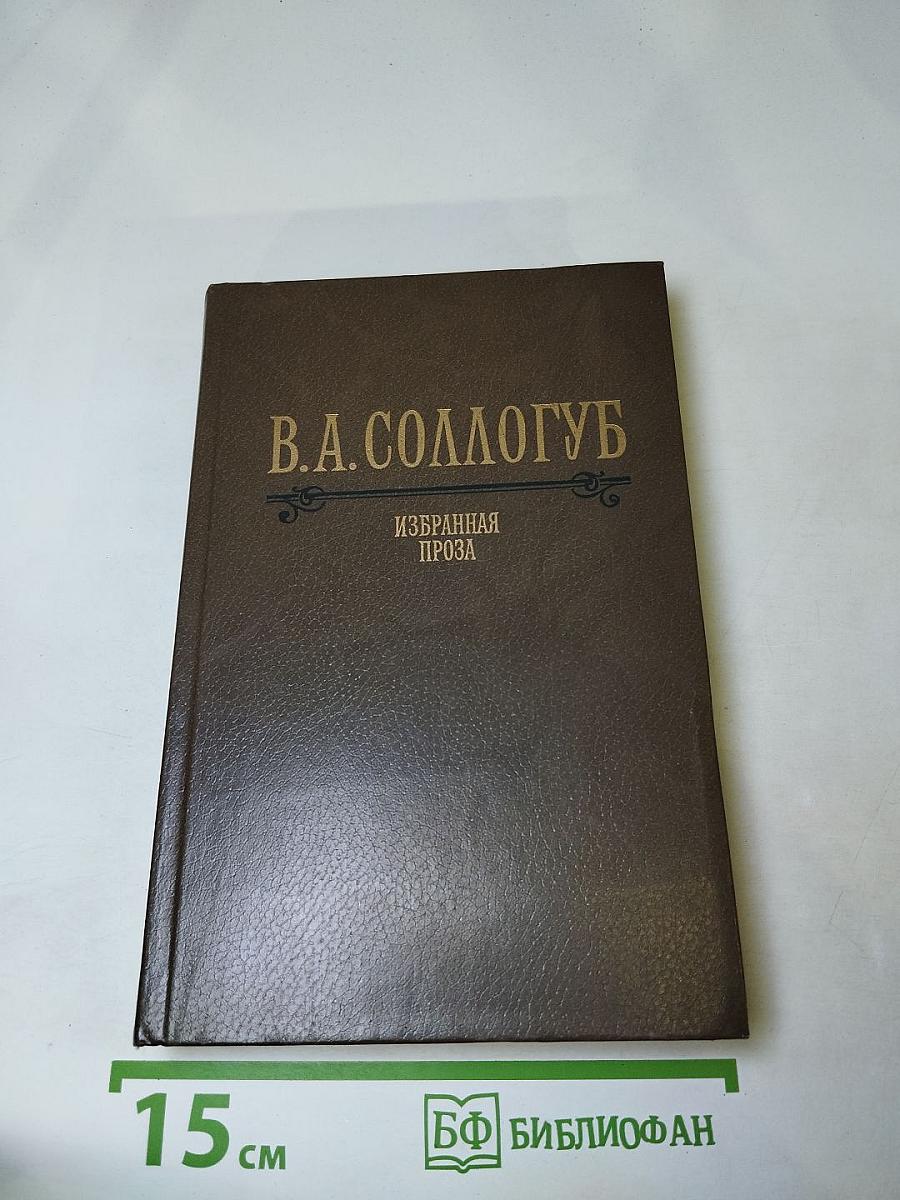 В.А.СОЛЛОГУБ
ИЗБРАННАЯ
ПРОЗА
15 см
БФ БИБЛИОФАН